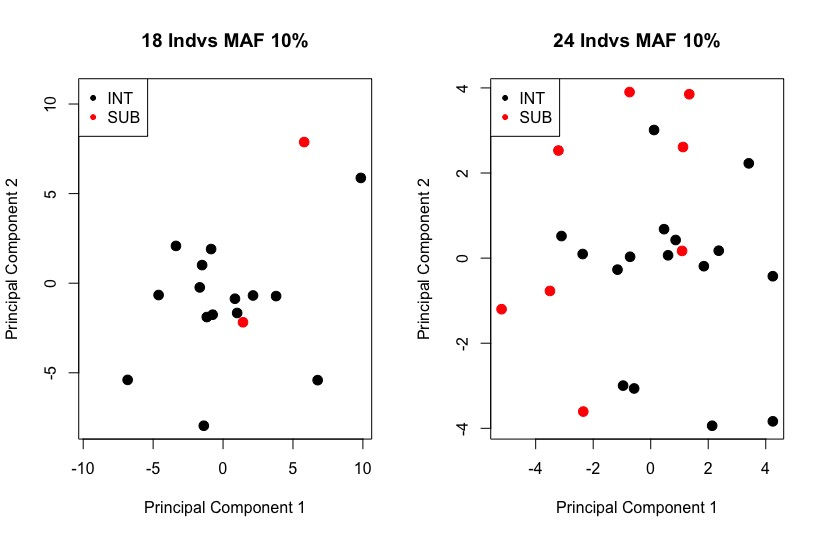 18 Indvs MAF 10%
INT
SUB
10
5
0
-5
Principal Component 2
-10
-5
0
5
10
Principal Component 1
24 Indvs MAF 10%
INT
SUB
4
2
0
-2
-4
Principal Component 2
-4
-2
0
2
4
Principal Component 1